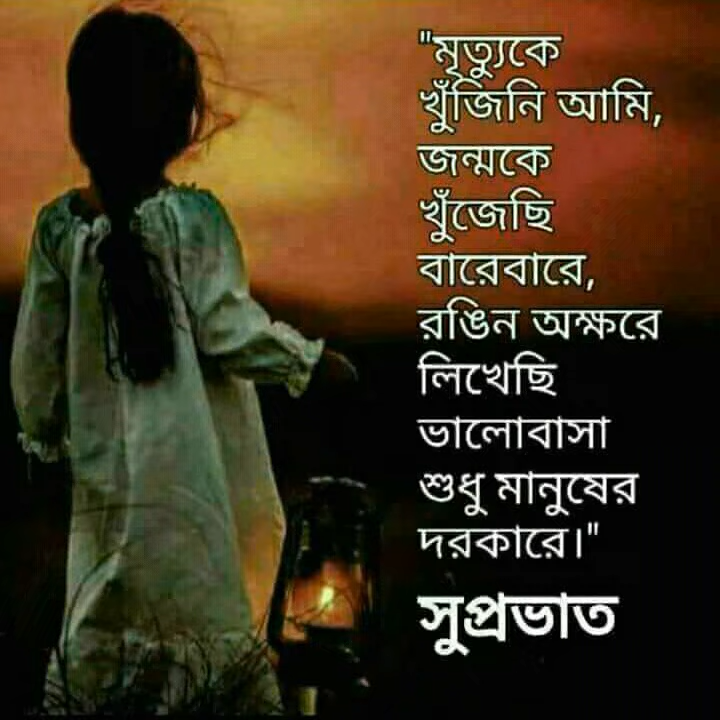 "মৃত্যুকে
খুঁজিনি আমি,
জন্মকে
খুঁজেছি
বারেবারে,
রঙিন অক্ষরে
লিখেছি
ভালোবাসা
শুধু মানুষের
দরকারে।"
সুপ্রভাত